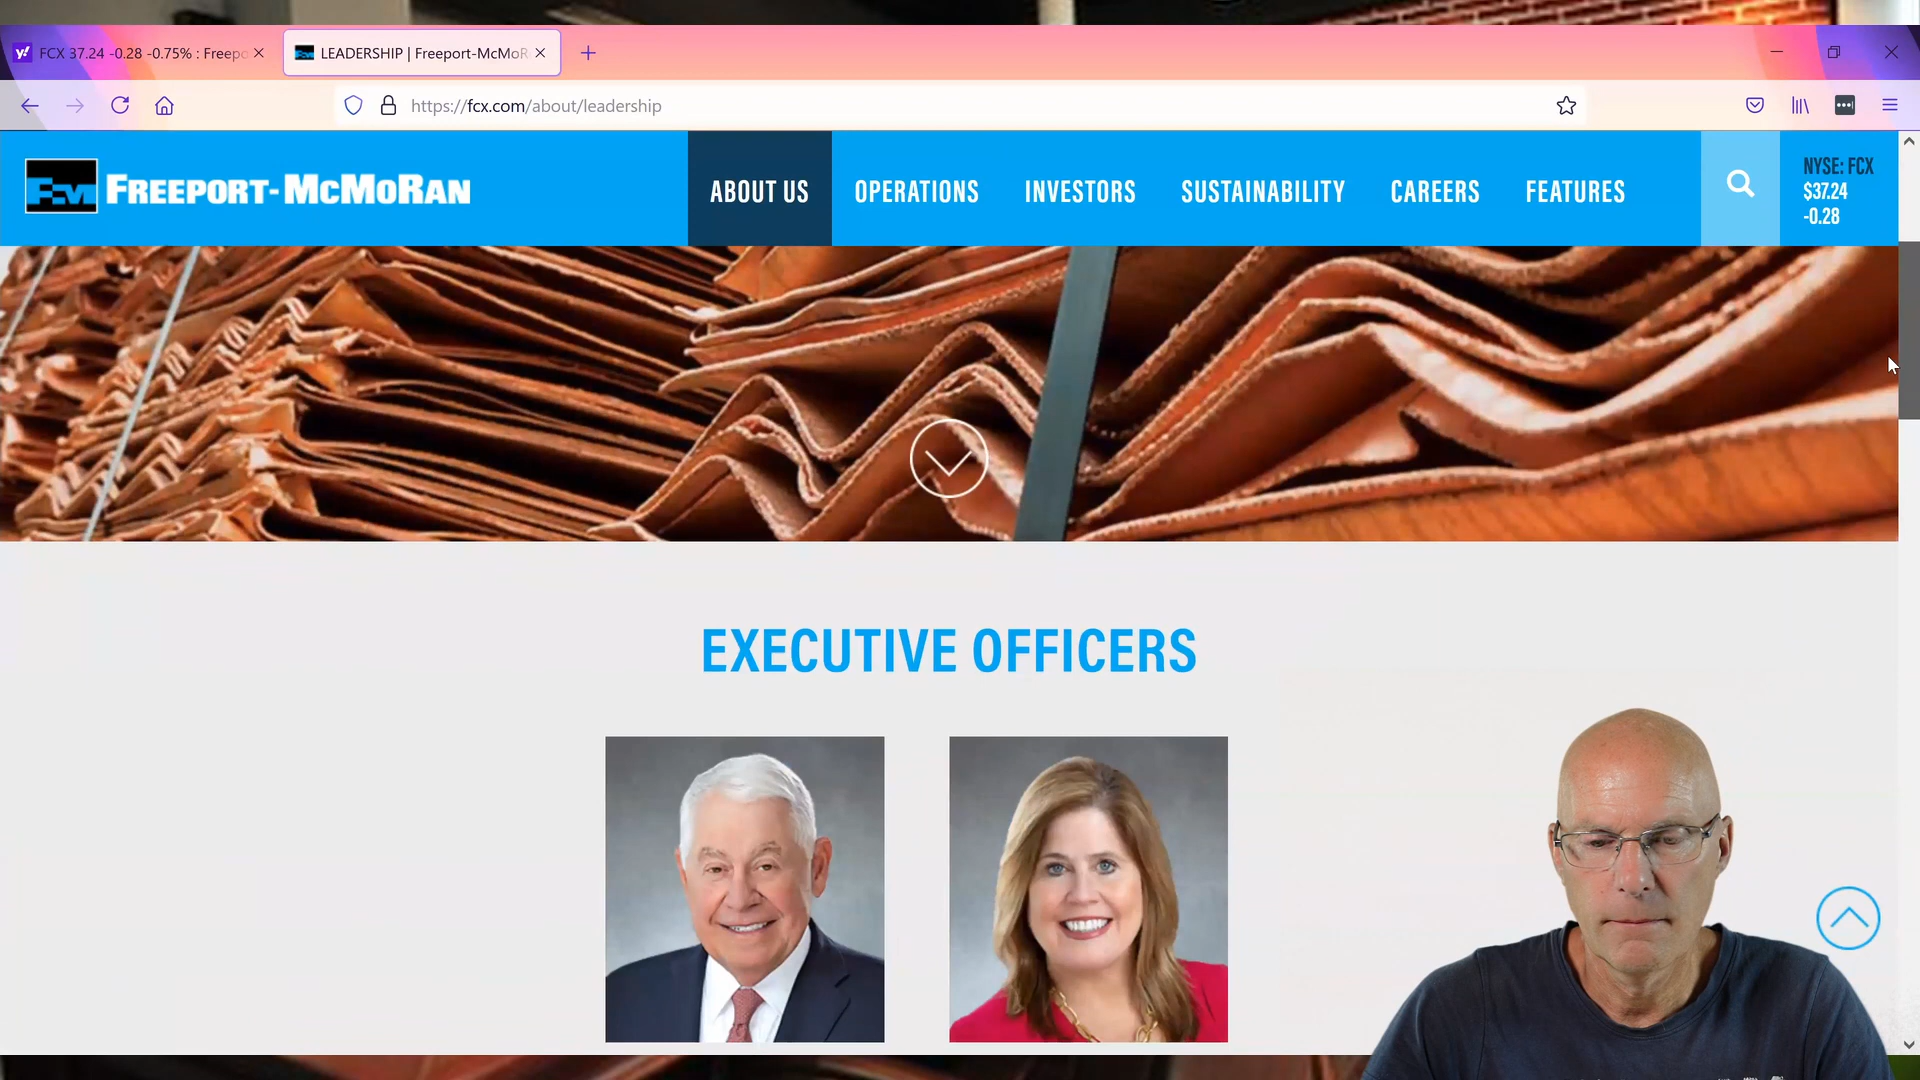 FCX 37.24 -0.28 -0.75% : Freepo
LEADERSHIP | Freeport-McMoR
https://fcx.com/about/leadership
FREEPORT-MCMORAN
ABOUT US
OPERATIONS
INVESTORS
SUSTAINABILITY
CAREERS
FEATURES
NYSE: FCX
$37.24
-0.28
EXECUTIVE OFFICERS